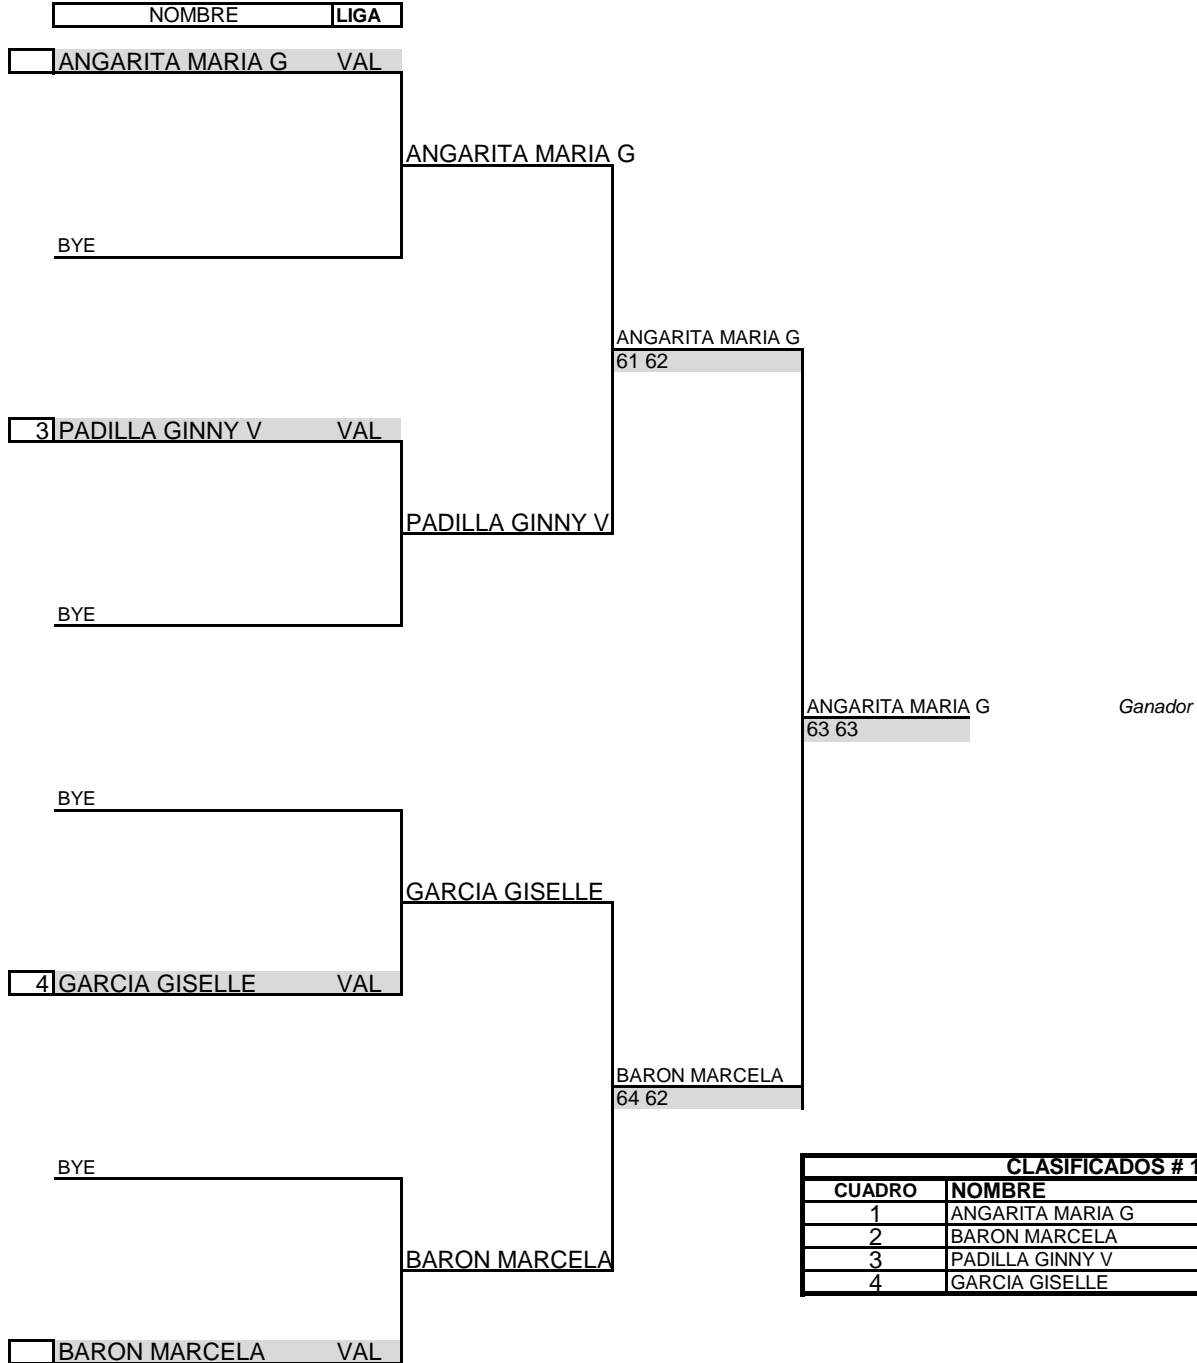 NOMBRE LIGA
ANGARITA MARIA G VAL
ANGARITA MARIA G
BYE
ANGARITA MARIA G
61 62
3 PADILLA GINNY V VAL
PADILLA GINNY V
BYE
ANGARITA MARIA G Ganador
63 63
BYE
GARCIA GISELLE
4 GARCIA GISELLE VAL
BARON MARCELA
64 62
BYE
CLASIFICADOS # 1
CUADRO NOMBRE
1 ANGARITA MARIA G
2 BARON MARCELA
3 PADILLA GINNY V
4 GARCIA GISELLE
BARON MARCELA
BARON MARCELA VAL